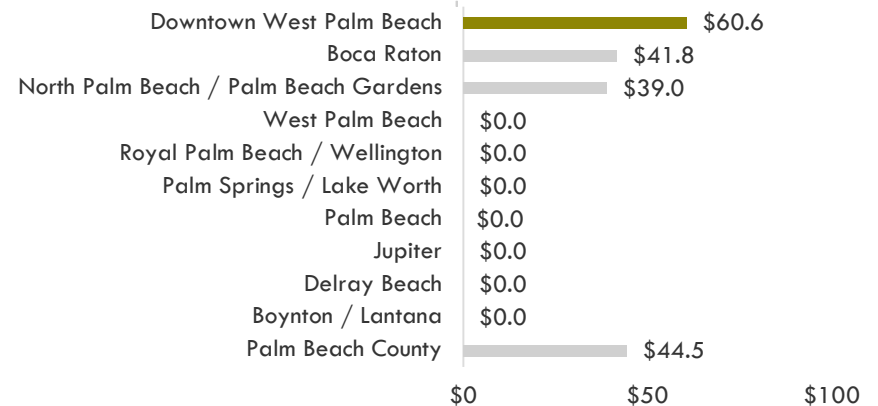 Downtown West Palm Beach $60.6
Boca Raton $41.8
North Palm Beach / Palm Beach Gardens $39.0
West Palm Beach $0.0
Royal Palm Beach / Wellington $0.0
Palm Springs / Lake Worth $0.0
Palm Beach $0.0
Jupiter $0.0
Delray Beach $0.0
Boynton / Lantana $0.0
Palm Beach County $44.5
$0 $50 $100